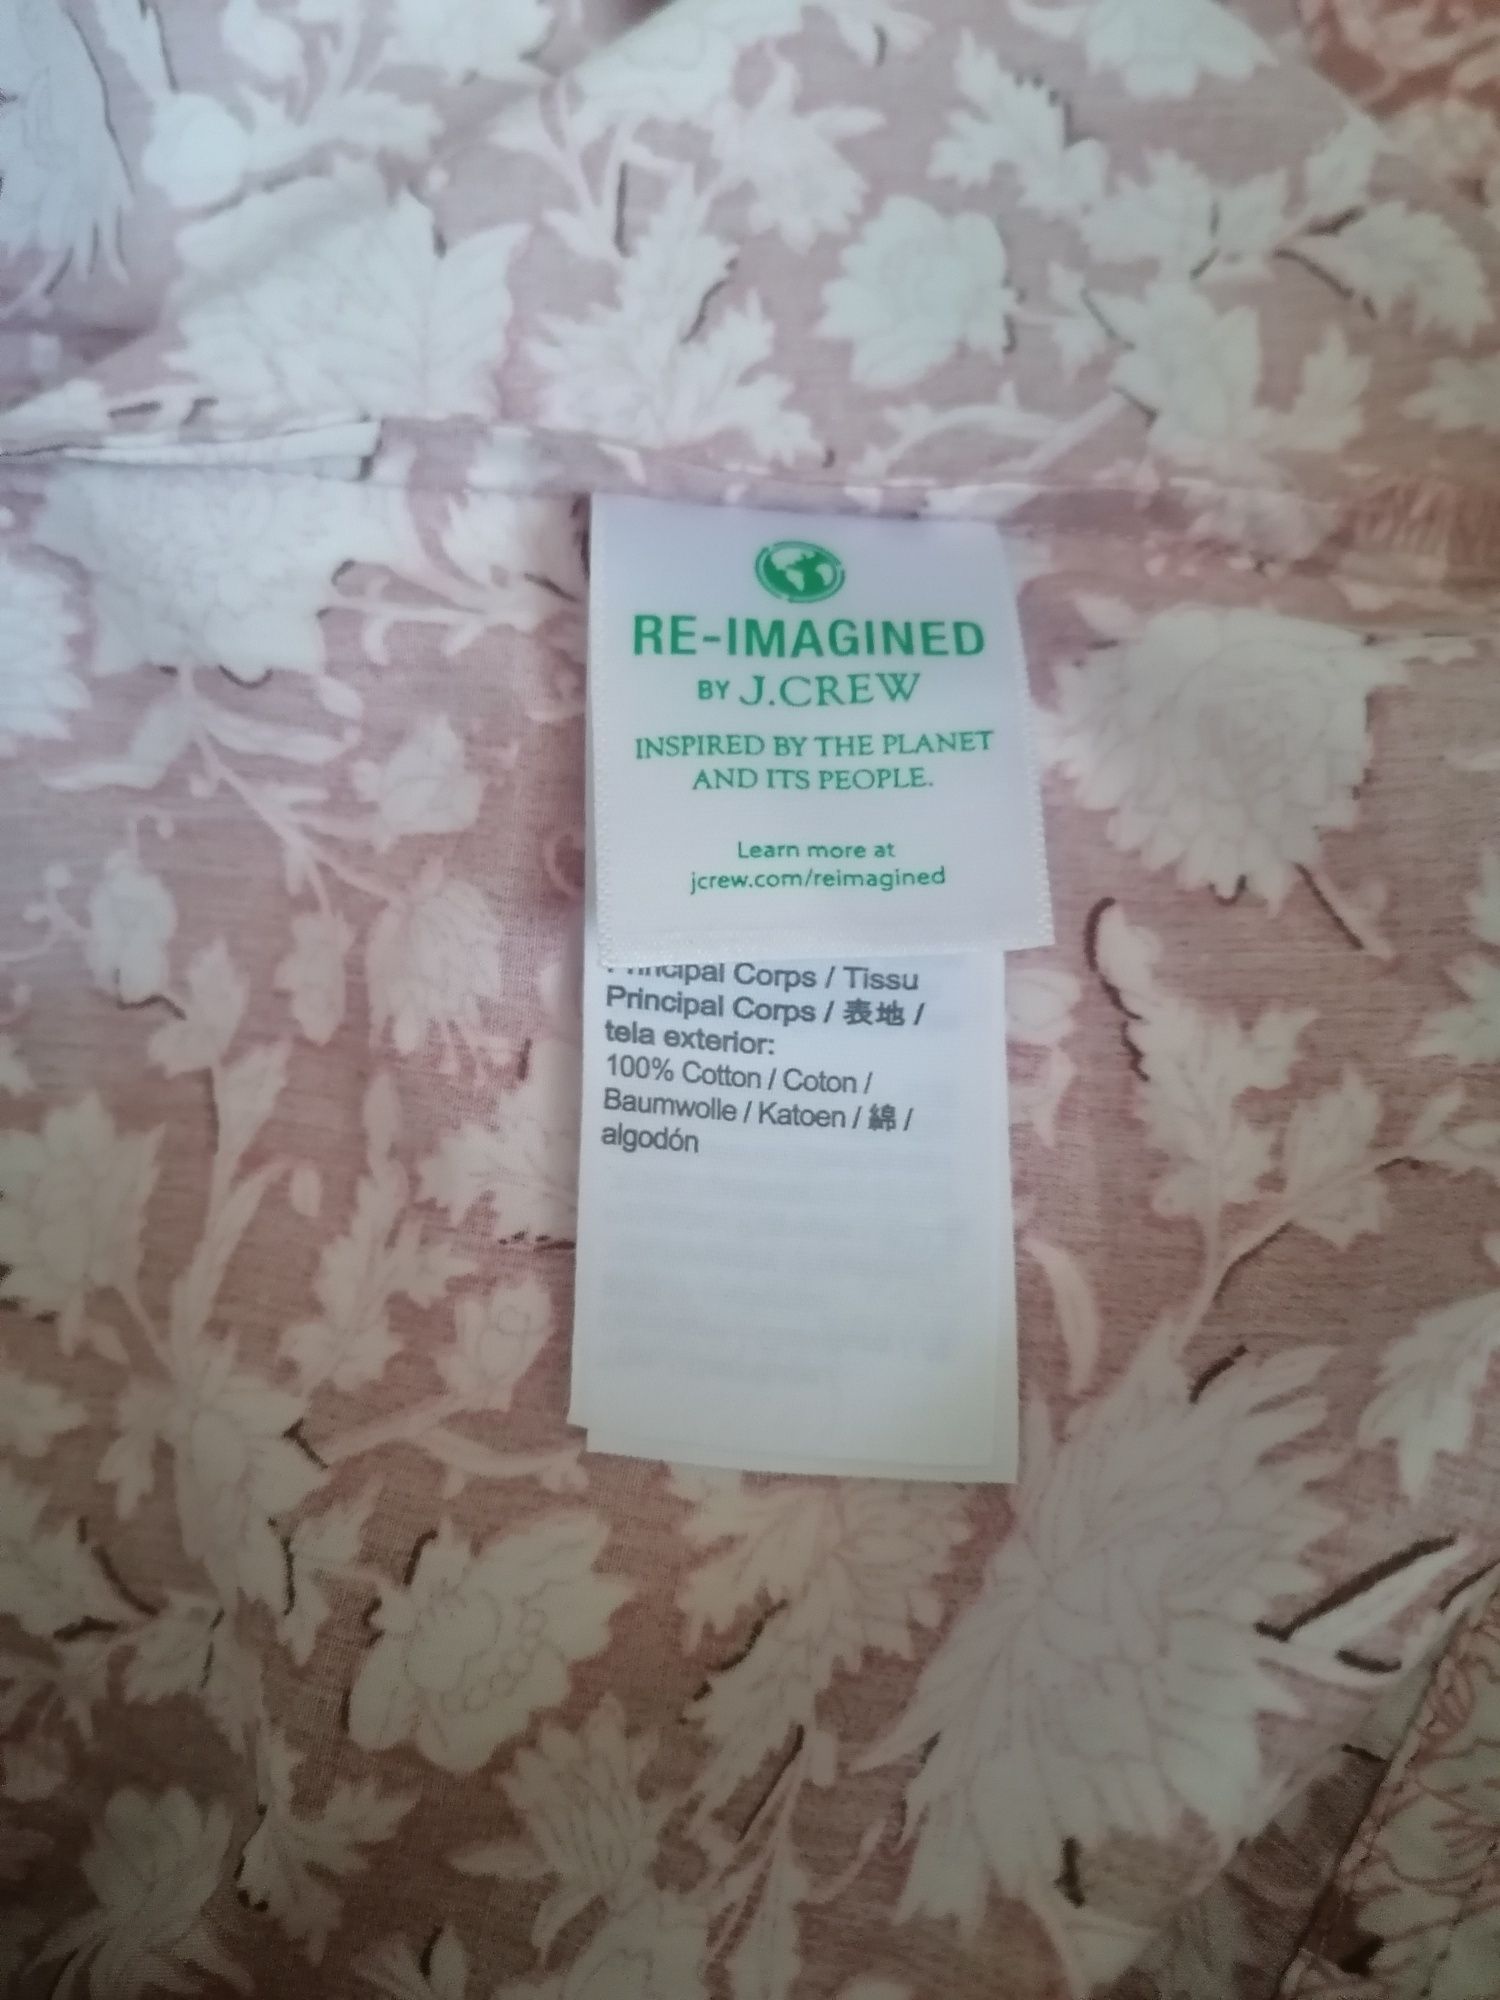 RE-IMAGINED
BY J.CREW
INSPIRED BY THE PLANET
AND ITS PEOPLE.
Learn more at
jcrew.com/reimagined
Principal Corps / Tissu
Principal Corps / 表地 /
tela exterior:
100% Cotton / Coton /
Baumwolle / Katoen / 綿 /
algodón